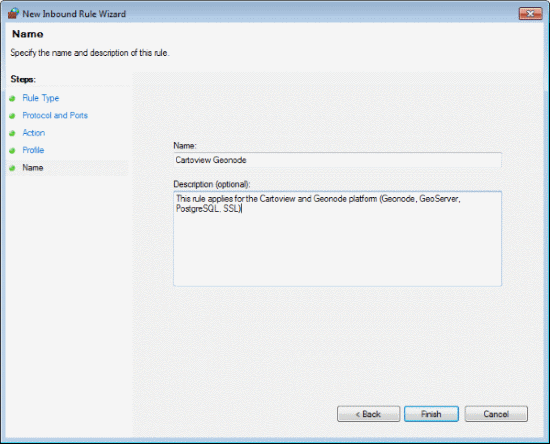 New Inbound Rule Wizard
Name
Specify the name and description of this rule.
Steps:
Rule Type
Protocol and Ports
Action
Profile
Name
Name:
Cartoview Geonode
Description (optional):
This rule applies for the Cartoview and Geonode platform (Geonode, GeoServer,
PostgreSQL, SSL)
< Back
Finish
Cancel